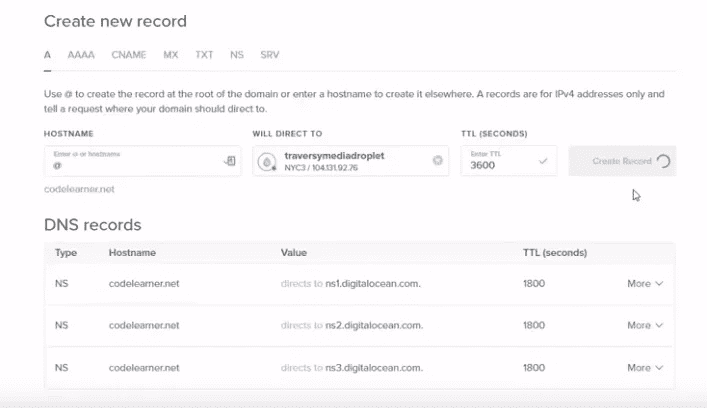 Create new record
A AAAA CNAME MX TXT NS SRV
Use @ to create the record at the root of the domain or enter a hostname to create it elsewhere. A records are for IPv4 addresses only and
tell a request where your domain should direct to.
HOSTNAME WILL DIRECT TO TTL (SECONDS)
Enter @ or hostname
@
traversymediadroplet
NYC3 / 104.131.92.76
Enter TTL
3600
Create Record
codelearner.net
DNS records
Type Hostname Value TTL (seconds)
NS codelearner.net directs to ns1.digitalocean.com. 1800 More
NS codelearner.net directs to ns2.digitalocean.com. 1800 More
NS codelearner.net directs to ns3.digitalocean.com. 1800 More